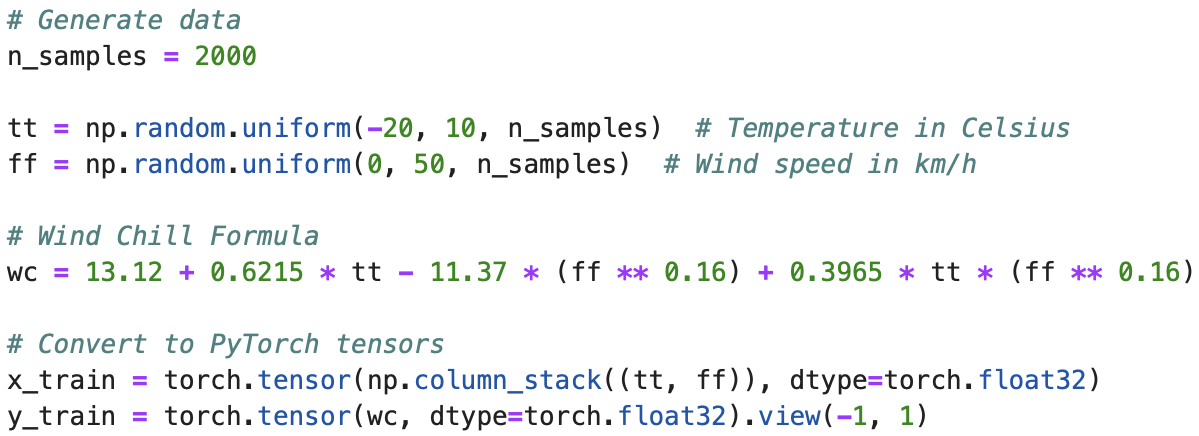 # Generate data
n_samples = 2000
tt = np.random.uniform(-20, 10, n_samples)  # Temperature in Celsius
ff = np.random.uniform(0, 50, n_samples)  # Wind speed in km/h
# Wind Chill Formula
wc = 13.12 + 0.6215 * tt - 11.37 * (ff ** 0.16) + 0.3965 * tt * (ff ** 0.16)
# Convert to PyTorch tensors
x_train = torch.tensor(np.column_stack((tt, ff)), dtype=torch.float32)
y_train = torch.tensor(wc, dtype=torch.float32).view(-1, 1)